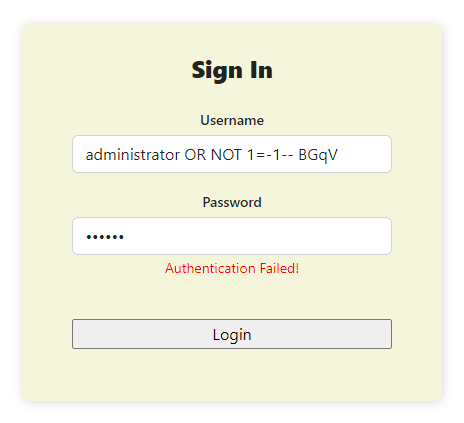 Sign In
Username
administrator OR NOT 1=-1-- BGqV
Password
••••••
Authentication Failed!
Login